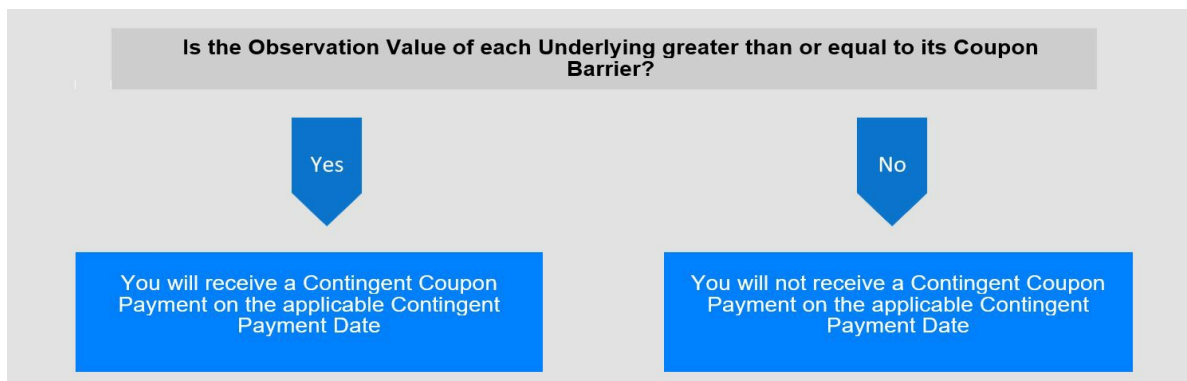 Is the Observation Value of each Underlying greater than or equal to its Coupon
Barrier?
Yes
No
You will receive a Contingent Coupon
Payment on the applicable Contingent
Payment Date
You will not receive a Contingent Coupon
Payment on the applicable Contingent
Payment Date